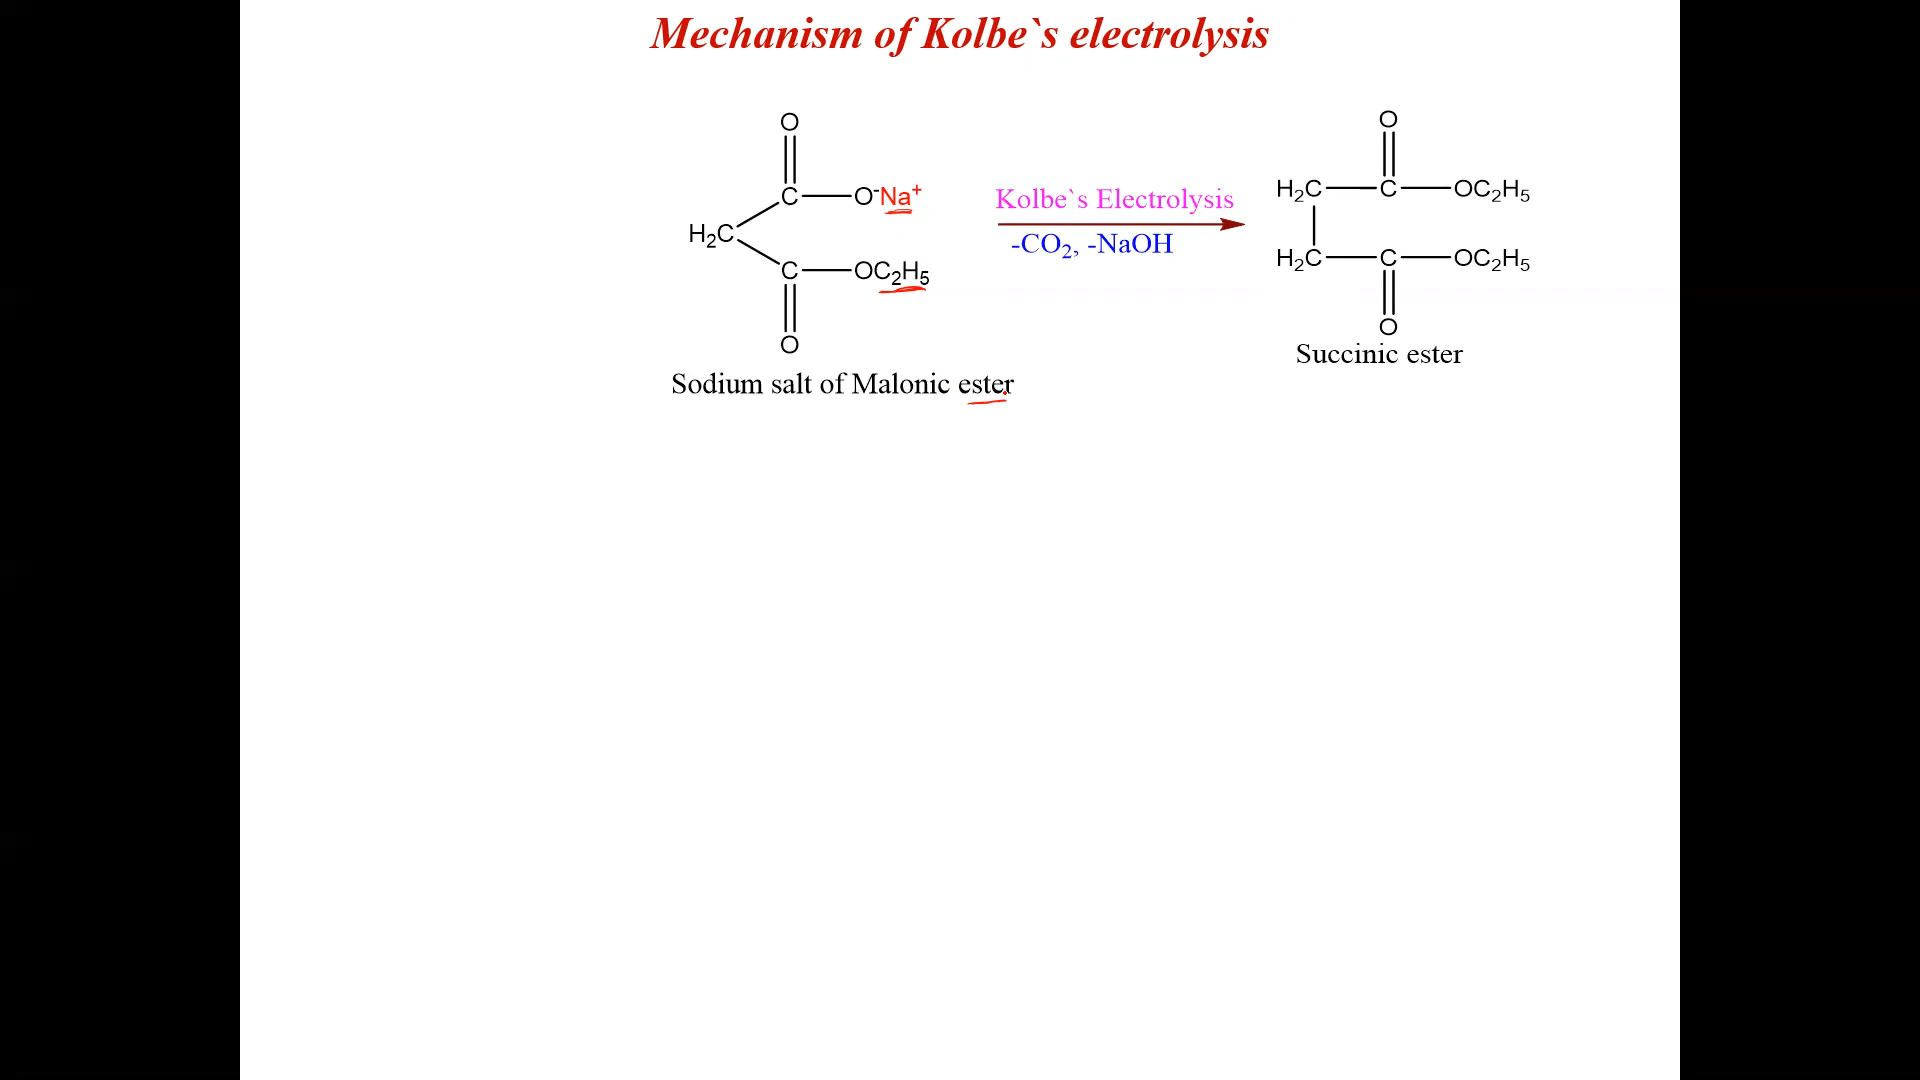 Mechanism of Kolbe`s electrolysis
O
C O⁻Na⁺
H₂C
C OC₂H₅
O
Sodium salt of Malonic ester
Kolbe`s Electrolysis
-CO₂, -NaOH
O
H₂C C OC₂H₅
H₂C C OC₂H₅
O
Succinic ester